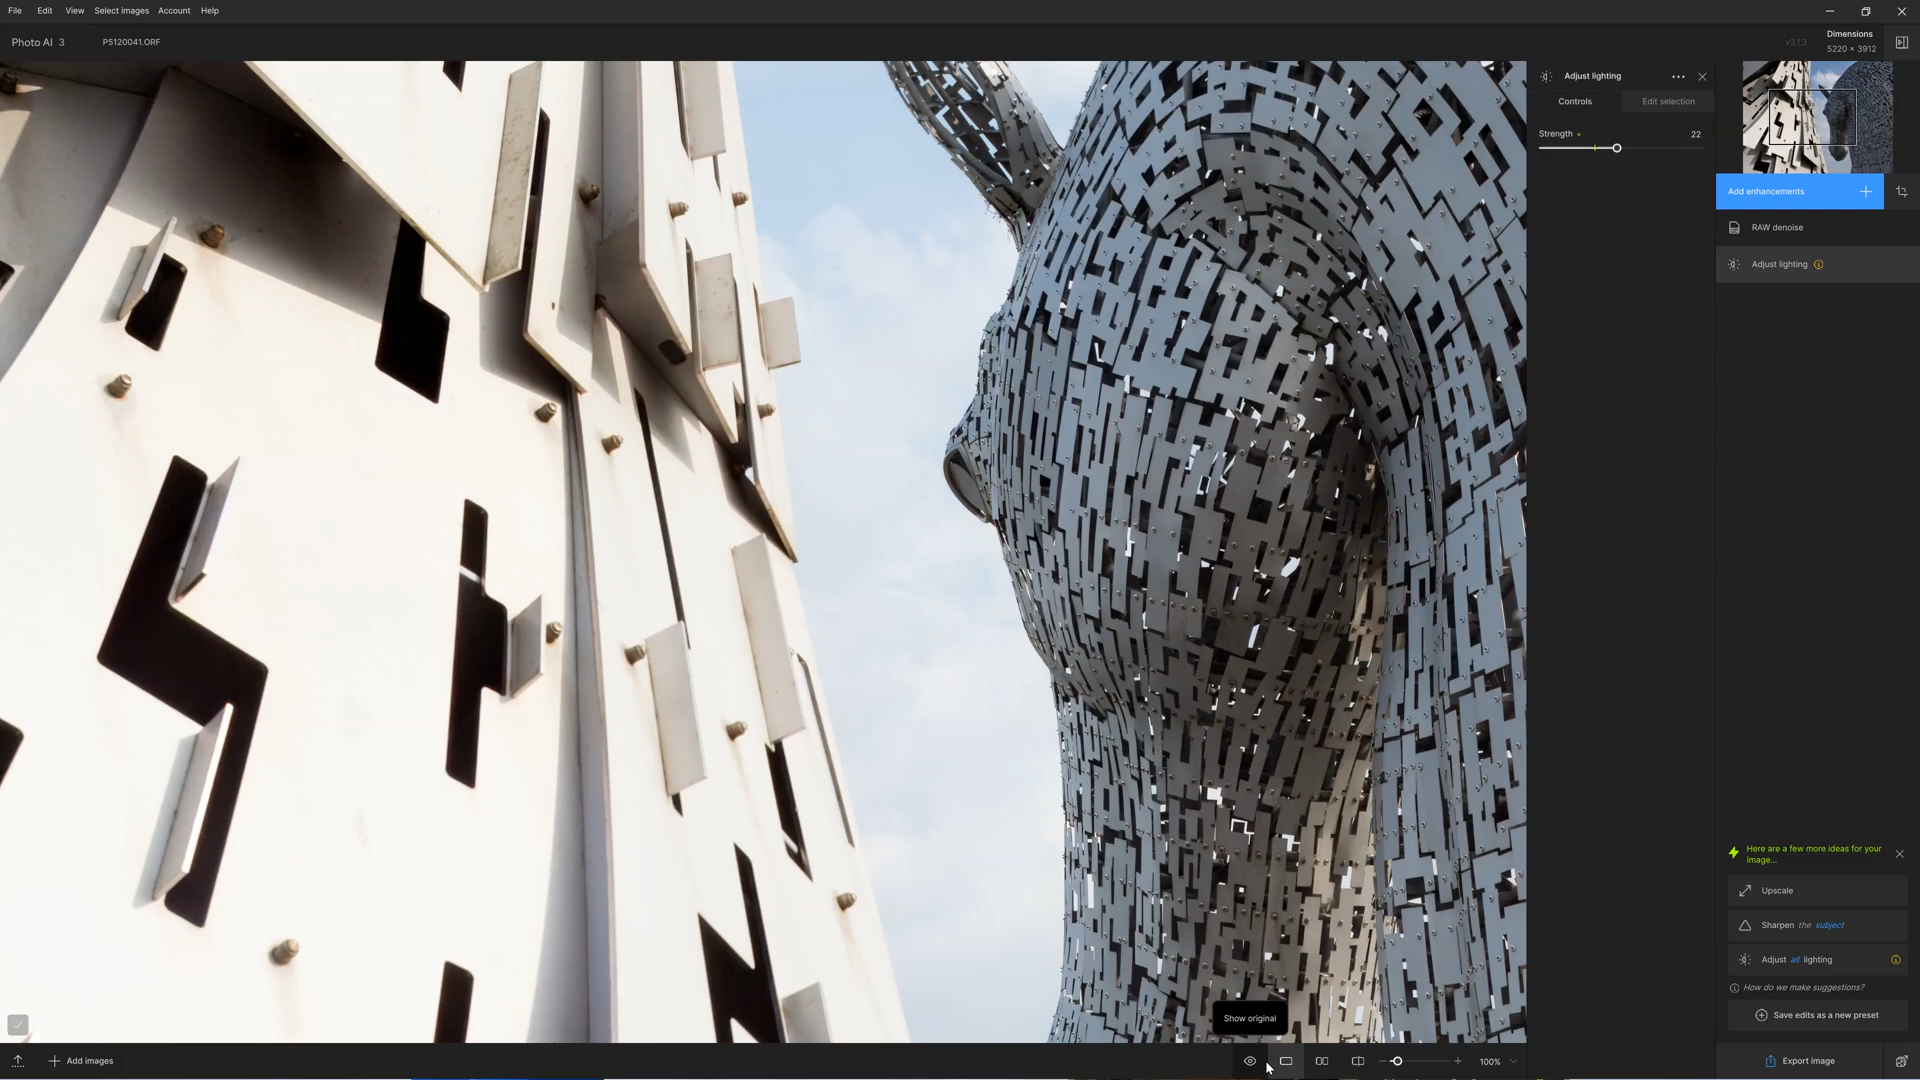 File Edit View Select images Account Help
Photo AI 3 P5120041.ORF v3.1.3 Dimensions
5220 × 3912
Adjust lighting
Controls Edit selection
Strength 22
Add enhancements
RAW denoise
Adjust lighting
Here are a few more ideas for your
image...
Upscale
Sharpen the subject
Adjust all lighting
How do we make suggestions?
Save edits as a new preset
Show original
Add images 100% Export image